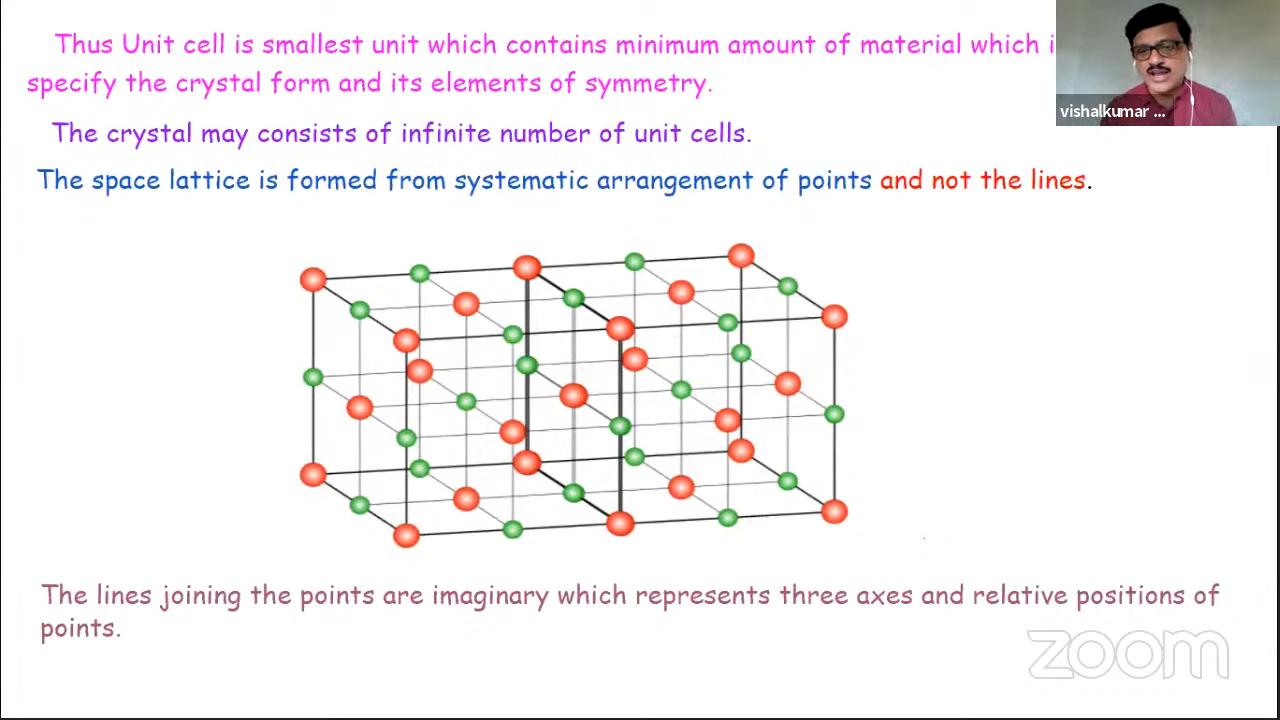 Thus Unit cell is smallest unit which contains minimum amount of material which
specify the crystal form and its elements of symmetry.
vishalkumar ...
The crystal may consists of infinite number of unit cells.
The space lattice is formed from systematic arrangement of points and not the lines.
The lines joining the points are imaginary which represents three axes and relative positions of
points.
zoom